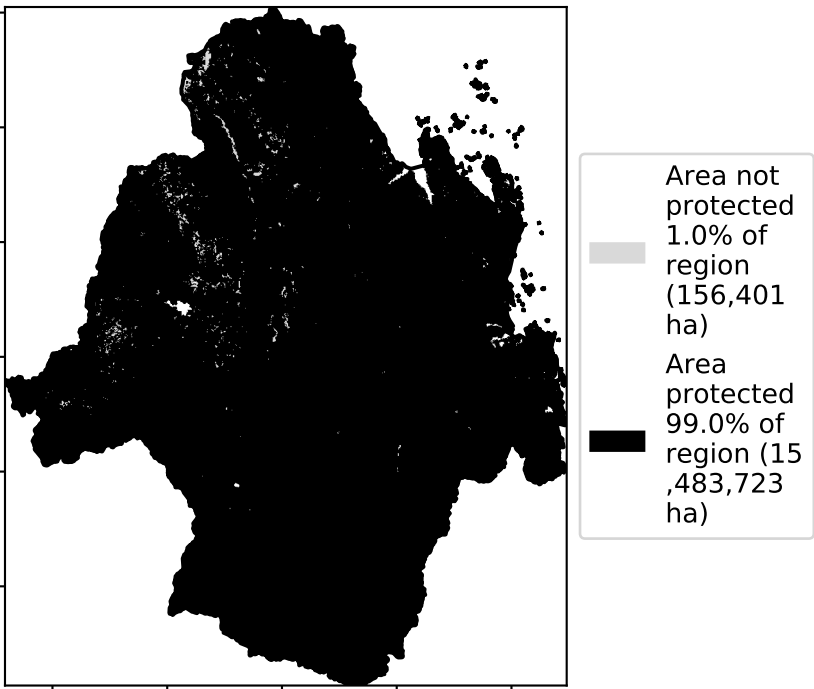 Area not
protected
1.0% of
region
(156,401
ha)
Area
protected
99.0% of
region (15
,483,723
ha)